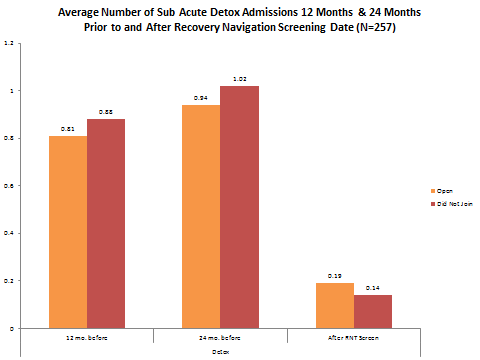 Average Number of Sub Acute Detox Admissions 12 Months & 24 Months
Prior to and After Recovery Navigation Screening Date (N=257)
1.2
1
0.8
0.6
0.4
0.2
0
0.81
0.88
0.94
1.02
0.19
0.14
12 mo. before
24 mo. before
After RNT Screen
Detox
Open
Did Not Join